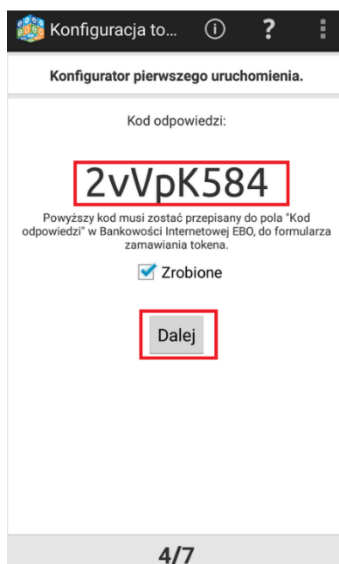 Konfiguracja to... i ?
Konfigurator pierwszego uruchomienia.
Kod odpowiedzi:
2vVpK584
Powyższy kod musi zostać przepisany do pola "Kod
odpowiedzi" w Bankowości Internetowej EBO, do formularza
zamawiania tokena.
Zrobione
Dalej
4/7